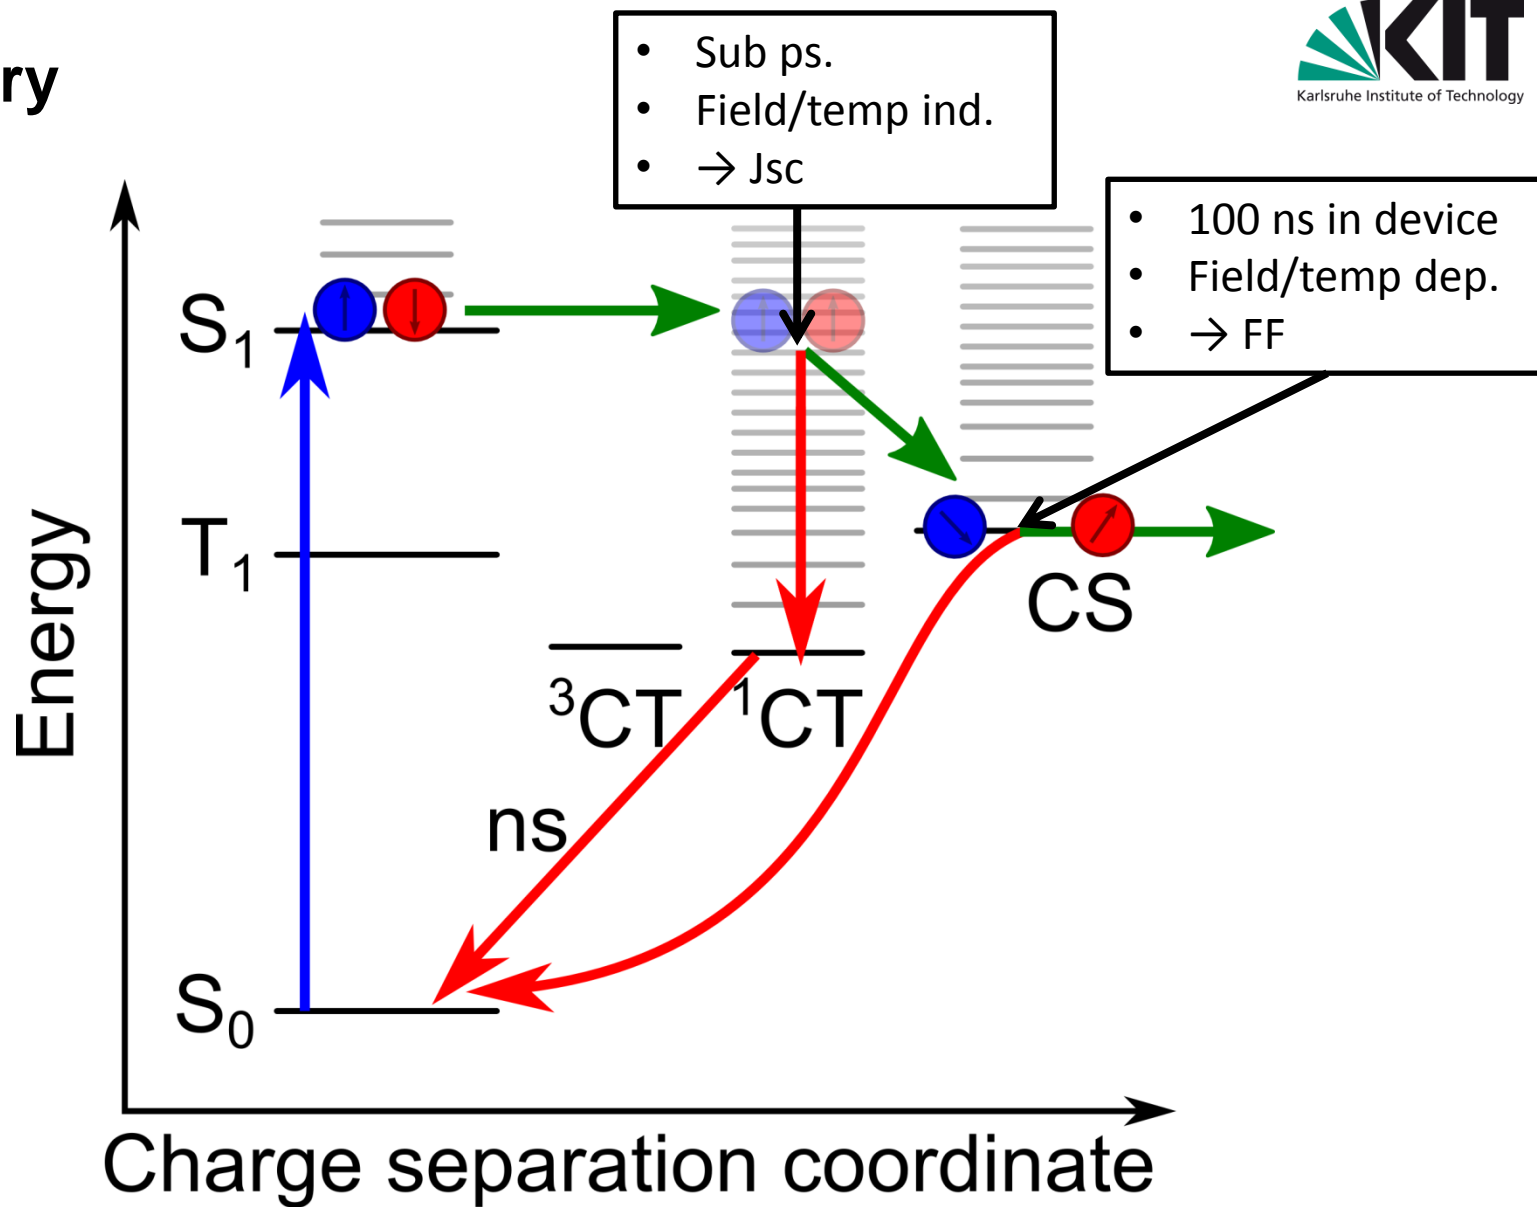 ry
• Sub ps.
• Field/temp ind.
• → Jsc
KIT
Karlsruhe Institute of Technology
• 100 ns in device
• Field/temp dep.
• → FF
S₁
T₁
CS
³CT
¹CT
ns
S₀
Energy
Charge separation coordinate